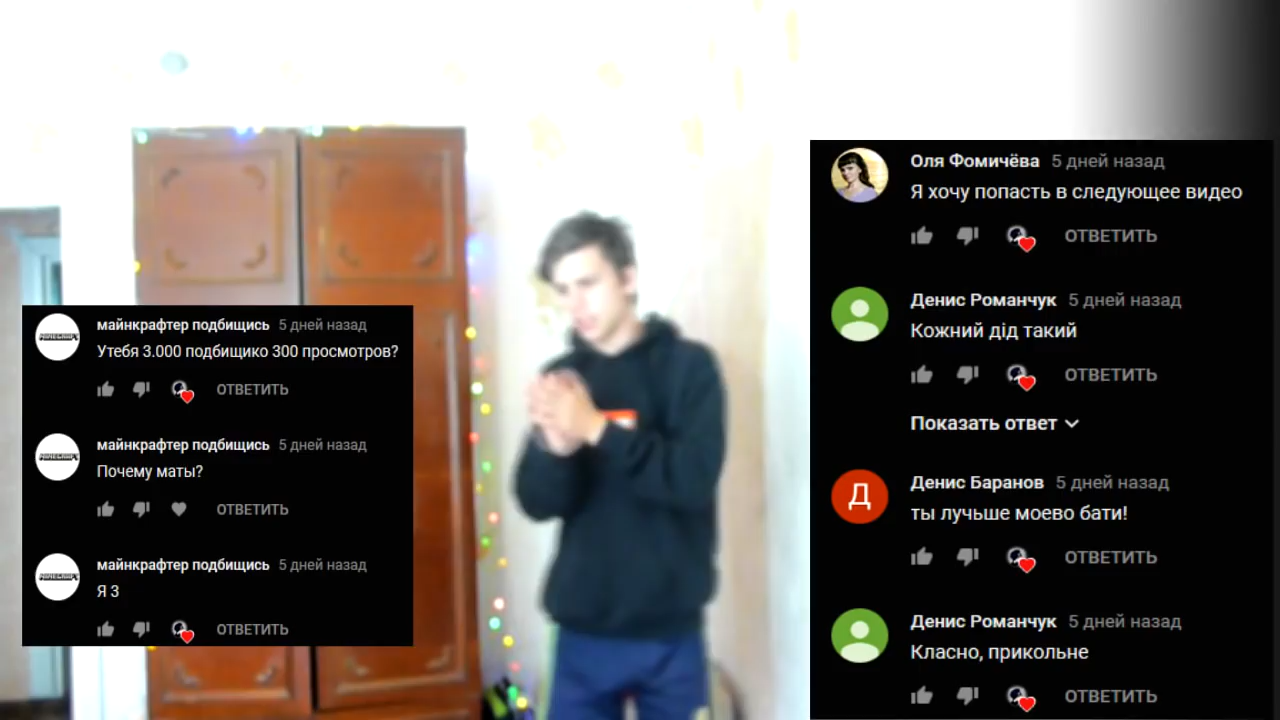 майнкрафтер подбищись 5 дней назад
Утебя 3.000 подбищико 300 просмотров?
ОТВЕТИТЬ
майнкрафтер подбищись 5 дней назад
Почему маты?
ОТВЕТИТЬ
майнкрафтер подбищись 5 дней назад
Я 3
ОТВЕТИТЬ
Оля Фомичёва 5 дней назад
Я хочу попасть в следующее видео
ОТВЕТИТЬ
Денис Романчук 5 дней назад
Кожний дід такий
ОТВЕТИТЬ
Показать ответ
Д
Денис Баранов 5 дней назад
ты лучьше моево бати!
ОТВЕТИТЬ
Денис Романчук 5 дней назад
Класно, прикольне
ОТВЕТИТЬ